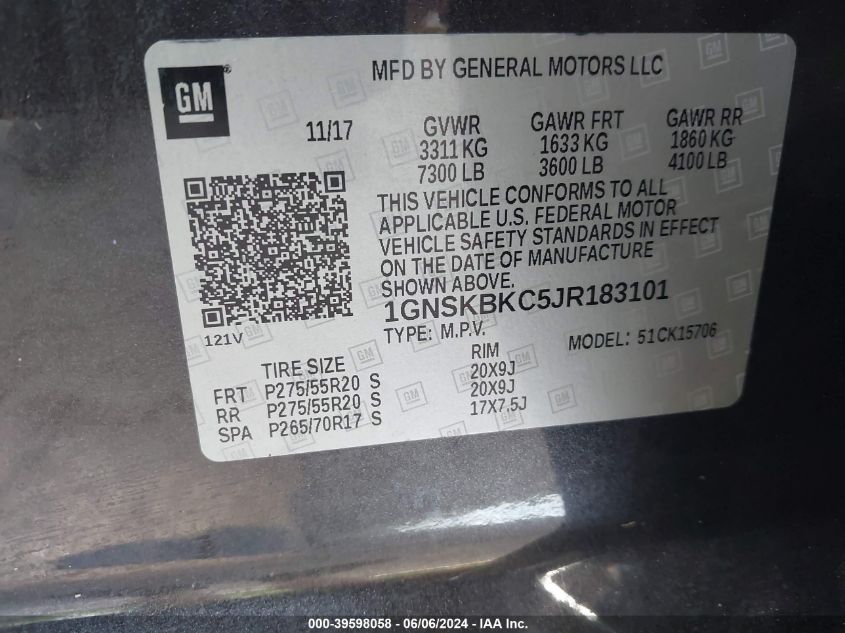 GM
MFD BY GENERAL MOTORS LLC
11/17
GVWR GAWR FRT GAWR RR
3311 KG 1633 KG 1860 KG
7300 LB 3600 LB 4100 LB
THIS VEHICLE CONFORMS TO ALL
APPLICABLE U.S. FEDERAL MOTOR
VEHICLE SAFETY STANDARDS IN EFFECT
ON THE DATE OF MANUFACTURE
SHOWN ABOVE.
1GNSKBKC5JR183101
121V
TYPE: M.P.V. MODEL: 51CK15706
TIRE SIZE RIM
FRT P275/55R20 S 20X9J
RR P275/55R20 S 20X9J
SPA P265/70R17 S 17X7.5J
000-39598058 - 06/06/2024 - IAA Inc.